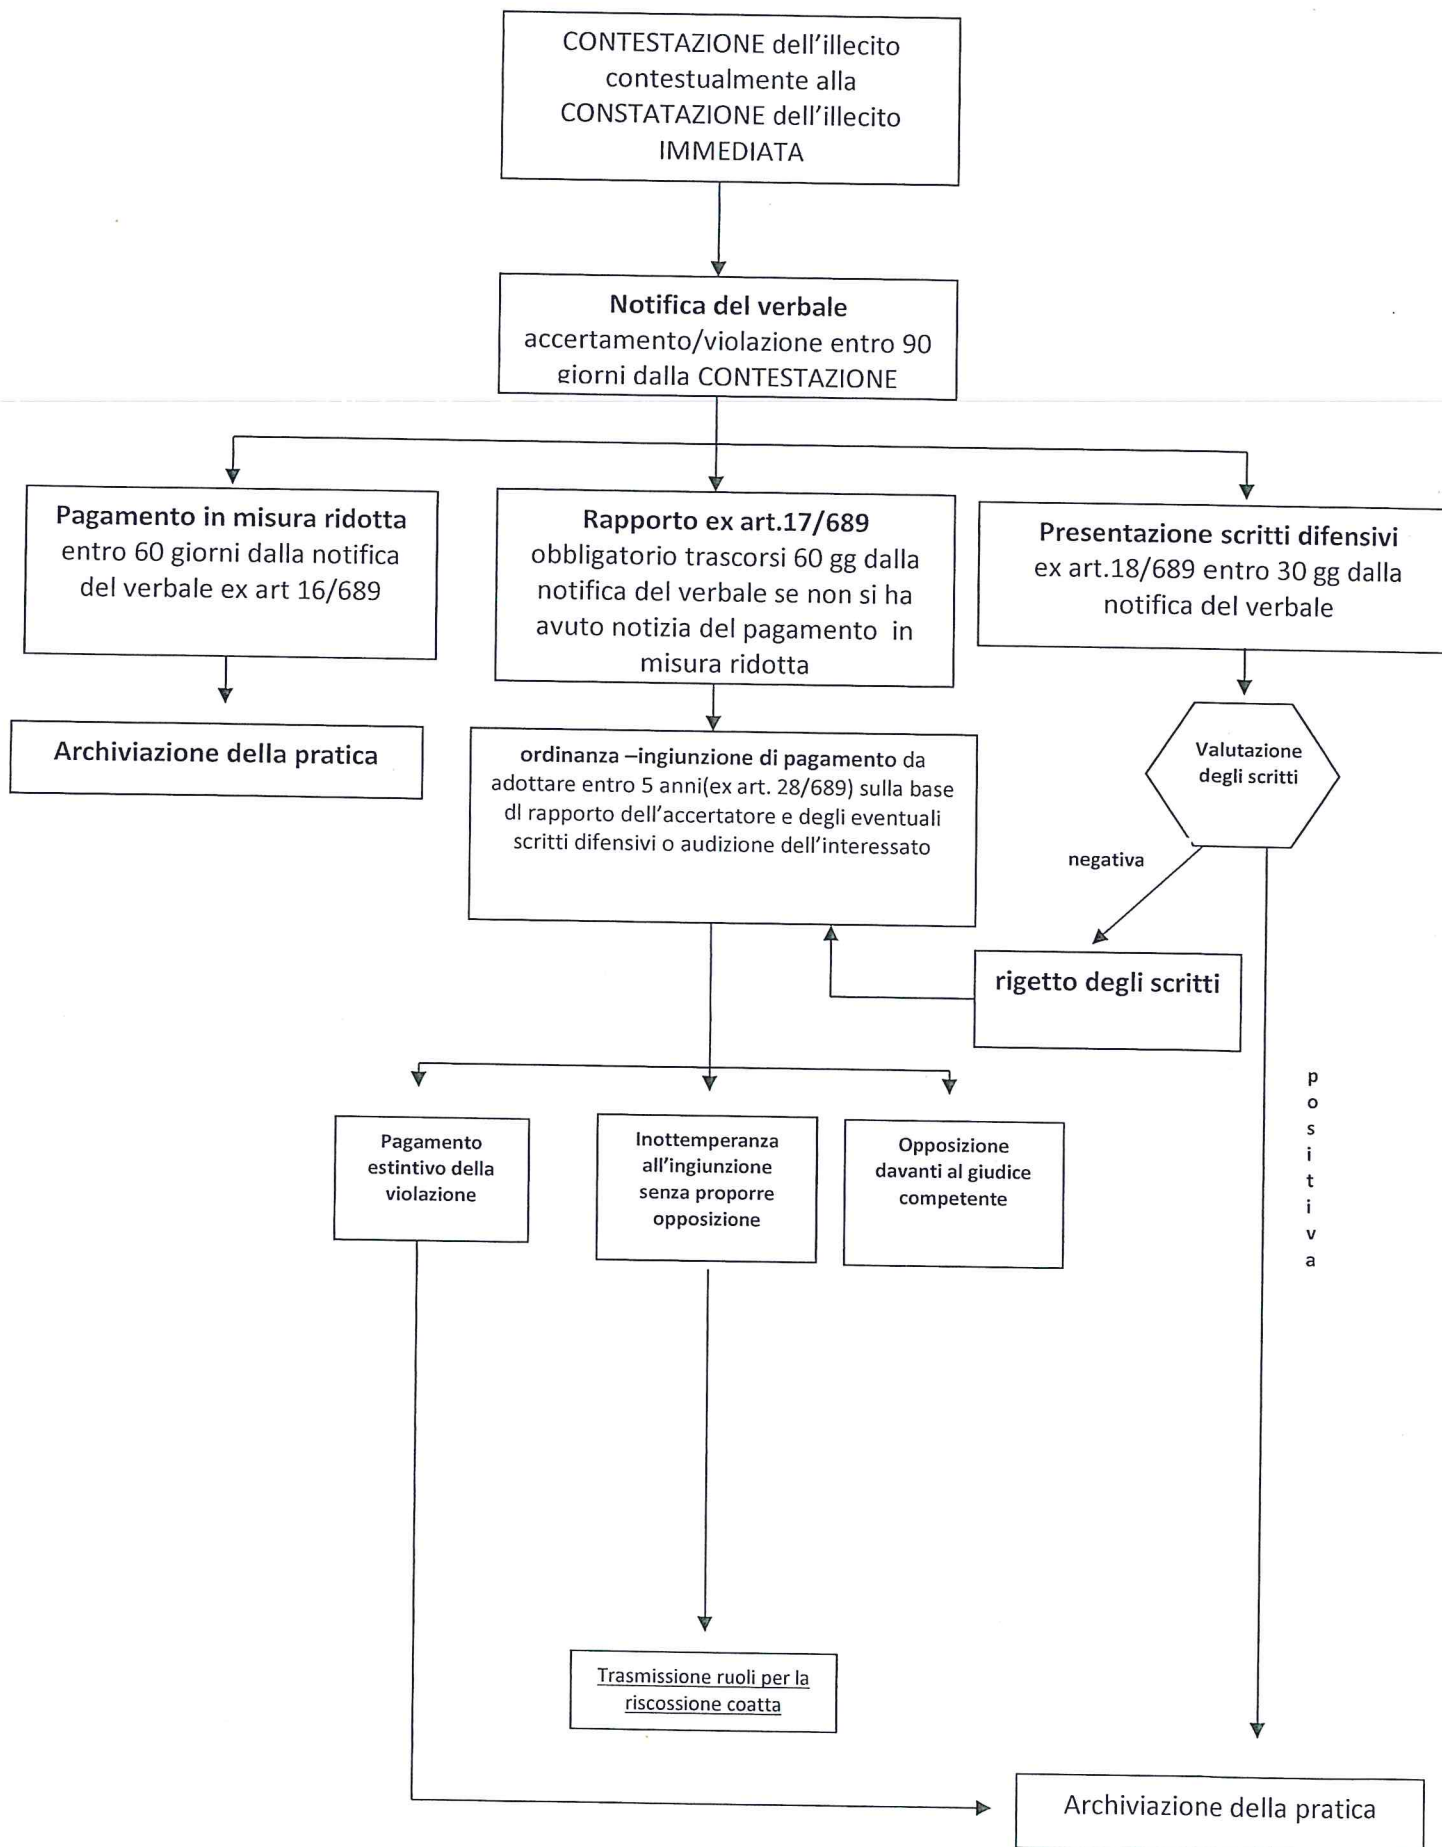 CONTESTAZIONE dell'illecito
contestualmente alla
CONSTATAZIONE dell'illecito
IMMEDIATA
Notifica del verbale
accertamento/violazione entro 90
giorni dalla CONTESTAZIONE
Pagamento in misura ridotta
entro 60 giorni dalla notifica
del verbale ex art 16/689
Rapporto ex art.17/689
obbligatorio trascorsi 60 gg dalla
notifica del verbale se non si ha
avuto notizia del pagamento in
misura ridotta
Presentazione scritti difensivi
ex art.18/689 entro 30 gg dalla
notifica del verbale
Archiviazione della pratica
ordinanza –ingiunzione di pagamento da
adottare entro 5 anni(ex art. 28/689) sulla base
dl rapporto dell'accertatore e degli eventuali
scritti difensivi o audizione dell'interessato
Valutazione
degli scritti
negativa
rigetto degli scritti
p
o
s
i
t
i
v
a
Pagamento
estintivo della
violazione
Inottemperanza
all'ingiunzione
senza proporre
opposizione
Opposizione
davanti al giudice
competente
Trasmissione ruoli per la
riscossione coatta
Archiviazione della pratica